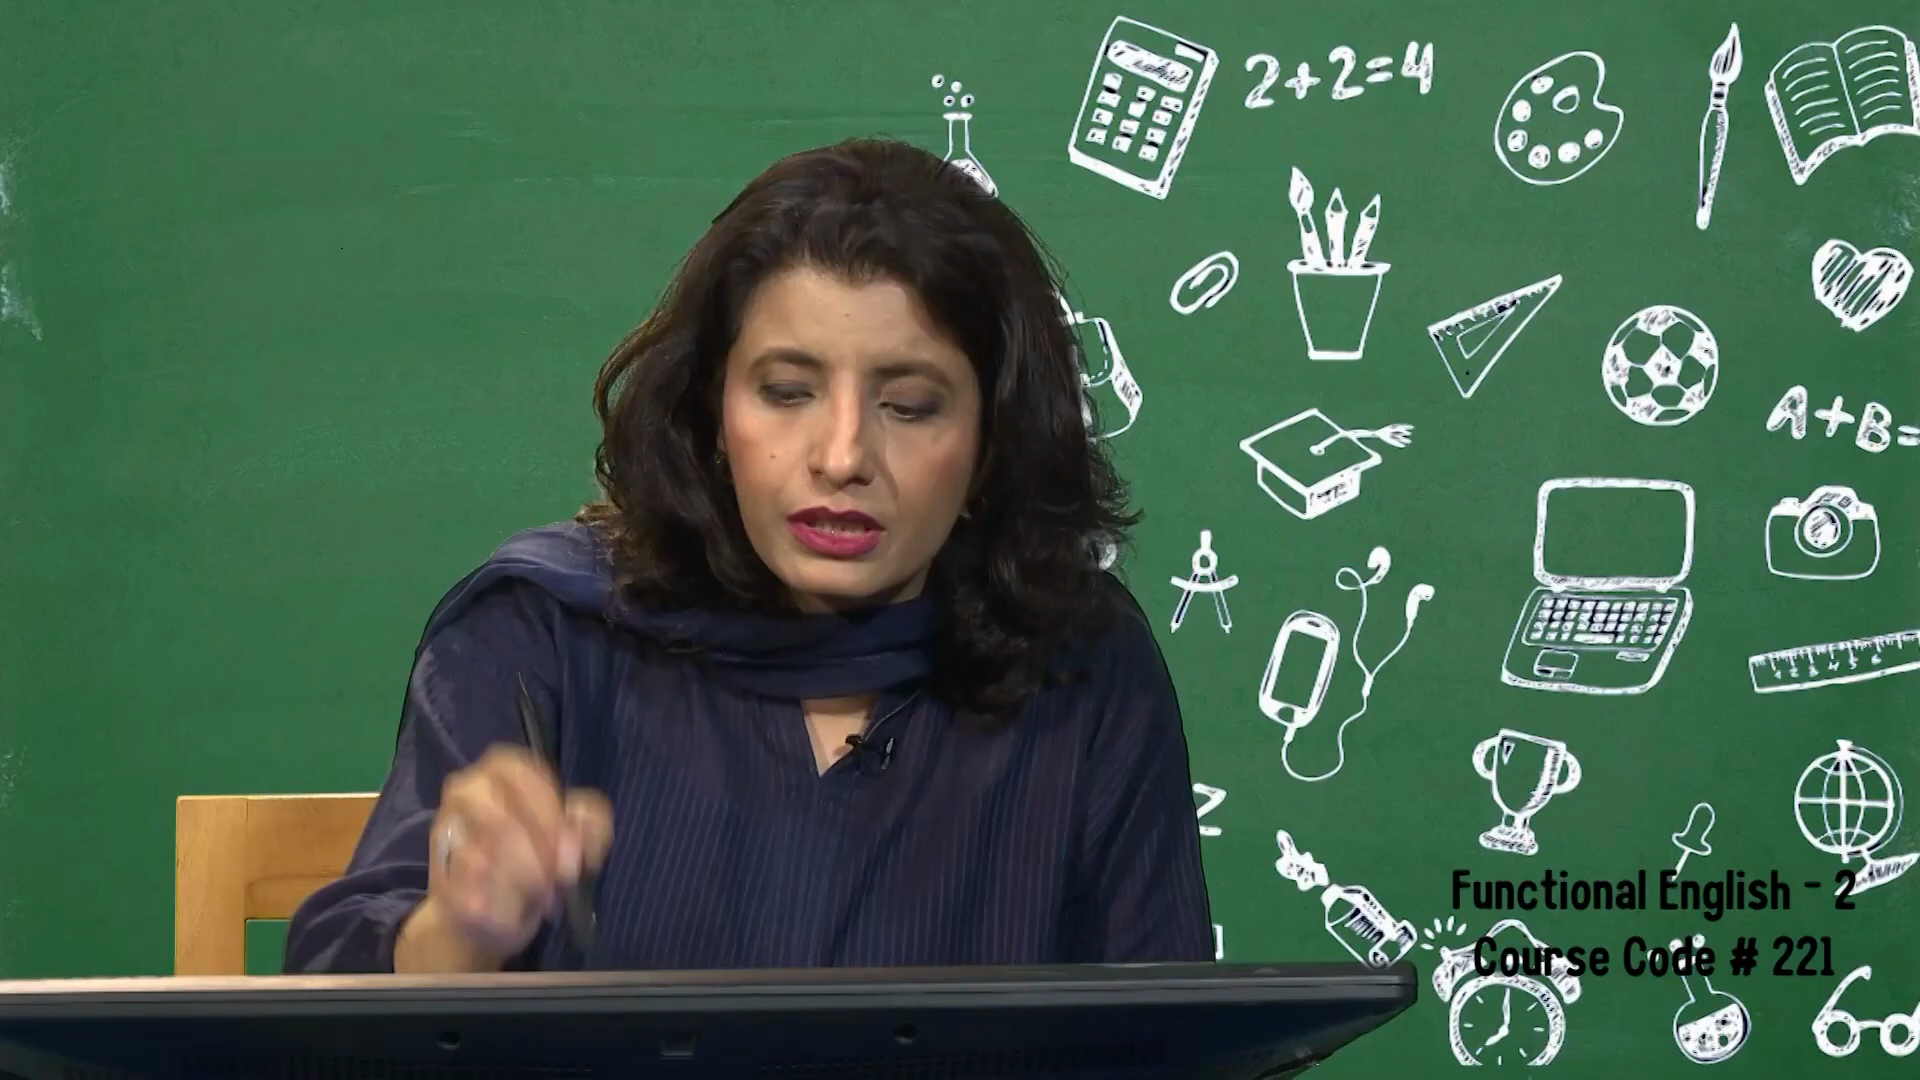 2+2=4
A+B=
Z
Functional English - 2
Course Code # 221